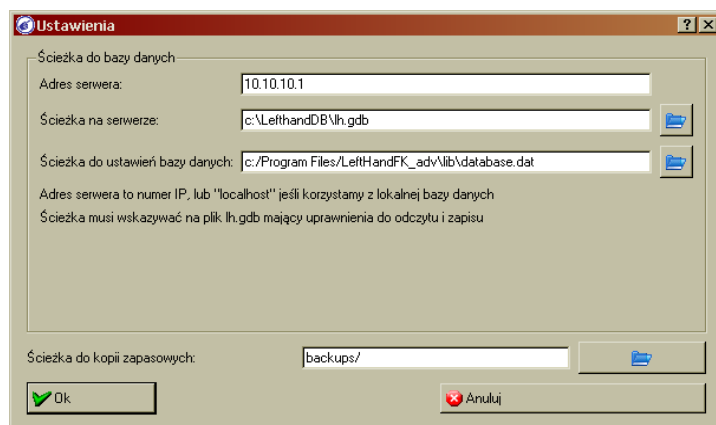 Ustawienia
Ścieżka do bazy danych
Adres serwera: 10.10.10.1
Ścieżka na serwerze: c:\LefthandDB\lh.gdb
Ścieżka do ustawień bazy danych: c:/Program Files/LeftHandFK_adv\lib\database.dat
Adres serwera to numer IP, lub "localhost" jeśli korzystamy z lokalnej bazy danych
Ścieżka musi wskazywać na plik lh.gdb mający uprawnienia do odczytu i zapisu
Ścieżka do kopii zapasowych: backups/
Ok Anuluj